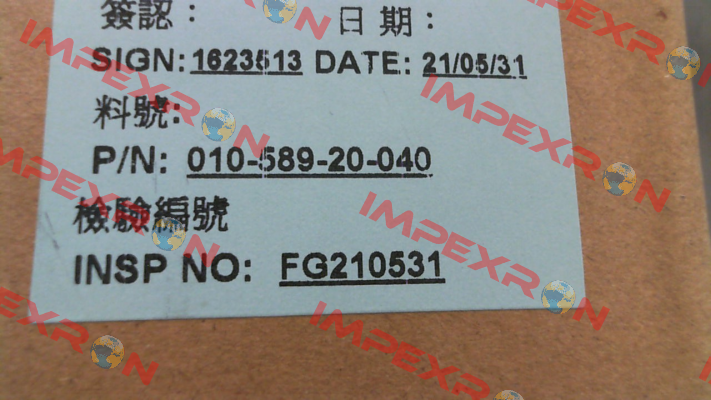 簽認： 日期：
SIGN: 1623513 DATE: 21/05/31
料號:
P/N: 010-589-20-040
檢驗編號
INSP NO: FG210531
IMPEXRON
IMPEXRON
IMPEXRON
IMPEXRON
IMPEXRON
IMPEXRON